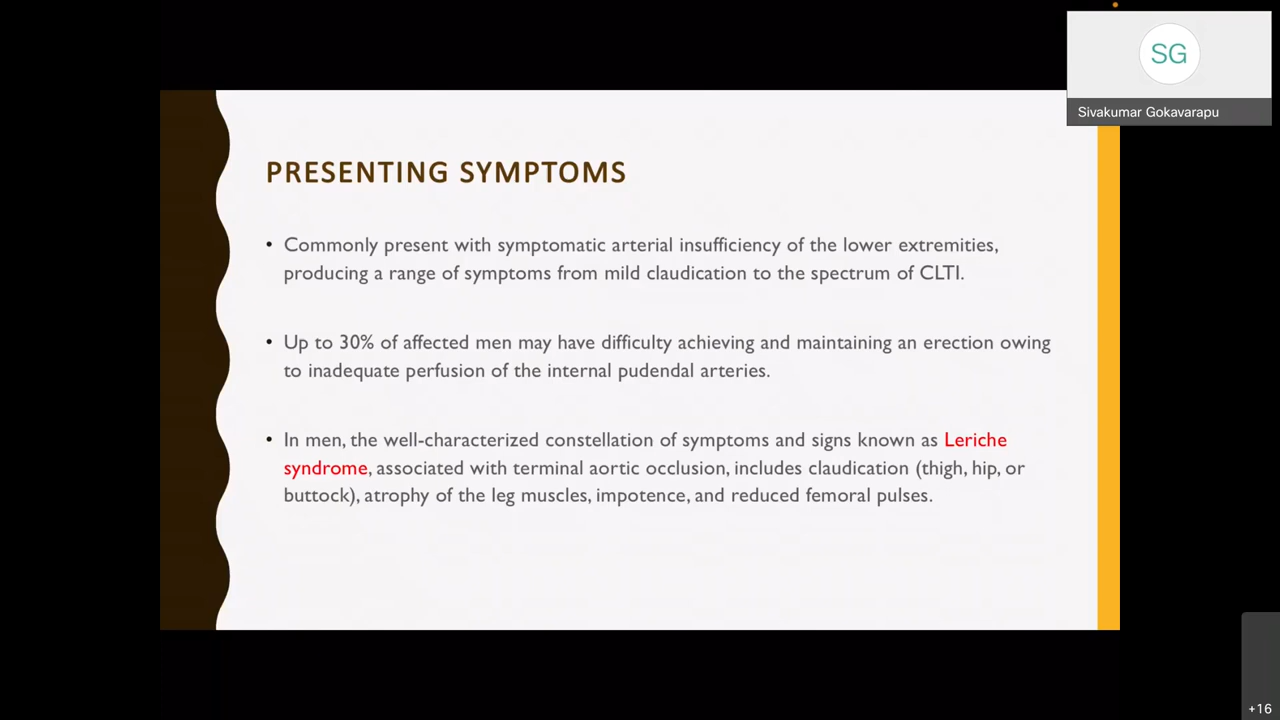 SG
Sivakumar Gokavarapu
PRESENTING SYMPTOMS
• Commonly present with symptomatic arterial insufficiency of the lower extremities,
producing a range of symptoms from mild claudication to the spectrum of CLTI.
• Up to 30% of affected men may have difficulty achieving and maintaining an erection owing
to inadequate perfusion of the internal pudendal arteries.
• In men, the well-characterized constellation of symptoms and signs known as Leriche
syndrome, associated with terminal aortic occlusion, includes claudication (thigh, hip, or
buttock), atrophy of the leg muscles, impotence, and reduced femoral pulses.
+16